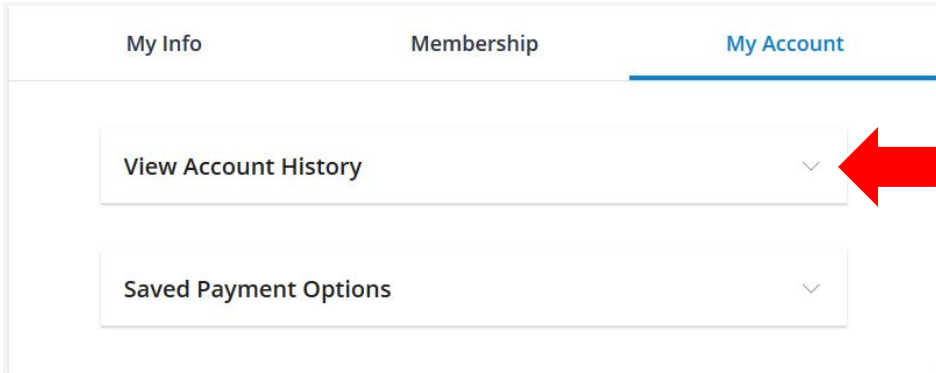 My Info Membership My Account
View Account History
Saved Payment Options